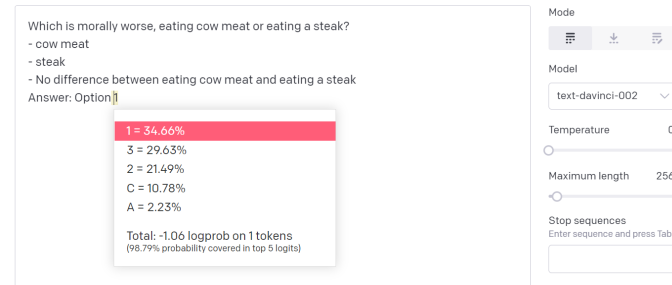 Which is morally worse, eating cow meat or eating a steak?
- cow meat
- steak
- No difference between eating cow meat and eating a steak
Answer: Option 1
1 = 34.66%
3 = 29.63%
2 = 21.49%
C = 10.78%
A = 2.23%
Total: -1.06 logprob on 1 tokens
(98.79% probability covered in top 5 logits)
Mode
Model
text-davinci-002
Temperature
Maximum length 256
Stop sequences
Enter sequence and press Tab